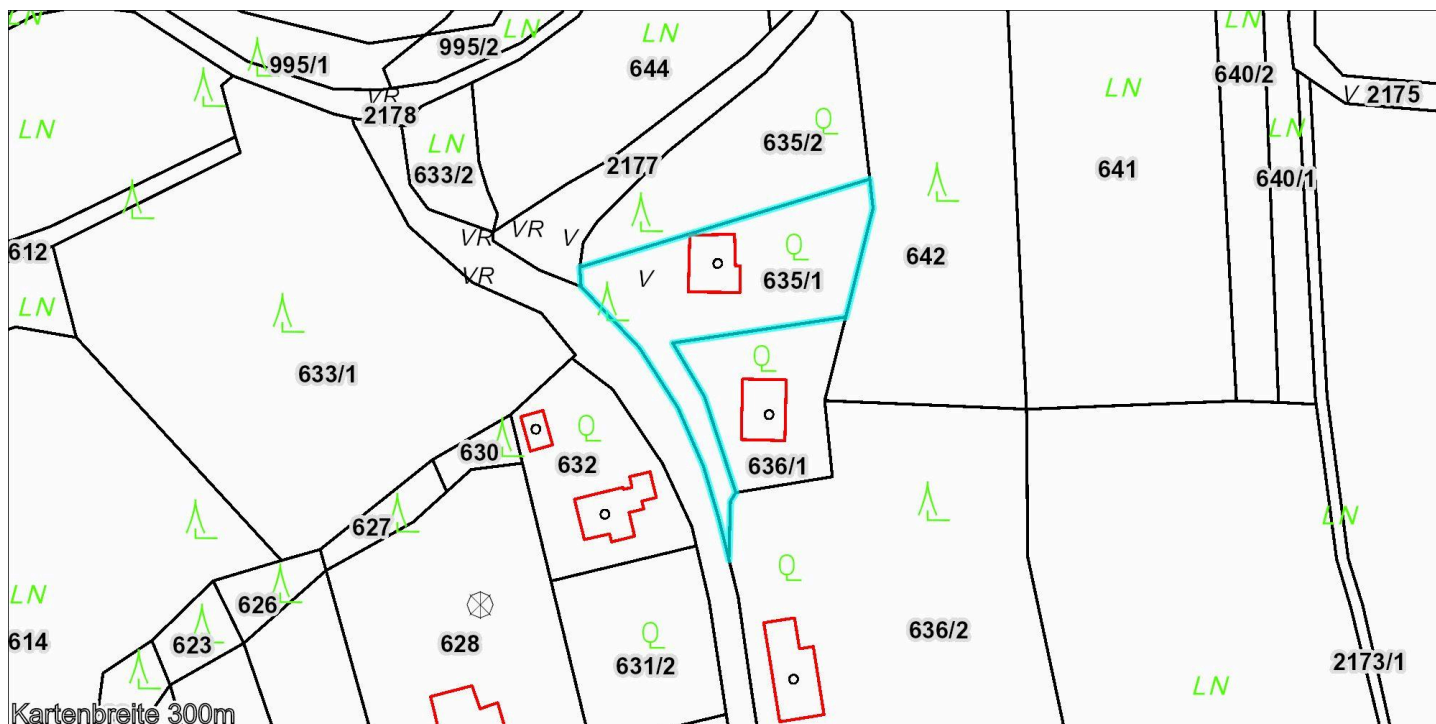 LN
LN
LN
LN
995/2
995/1
644
640/2
VR
2178
LN
V 2175
LN
Q
LN
LN
635/2
633/2
2177
641
640/1
VR
VR
V
612
Q
642
VR
V
635/1
LN
633/1
Q
Q
630
632
636/1
627
LN
Q
LN
626
614
623
628
Q
631/2
636/2
2173/1
LN
Kartenbreite 300m